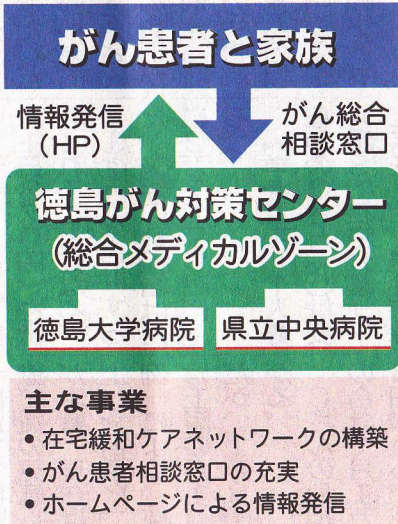 がん患者と家族
情報発信
(HP)
がん総合
相談窓口
徳島がん対策センター
(総合メディカルゾーン)
徳島大学病院
県立中央病院
主な事業
• 在宅緩和ケアネットワークの構築
• がん患者相談窓口の充実
• ホームページによる情報発信